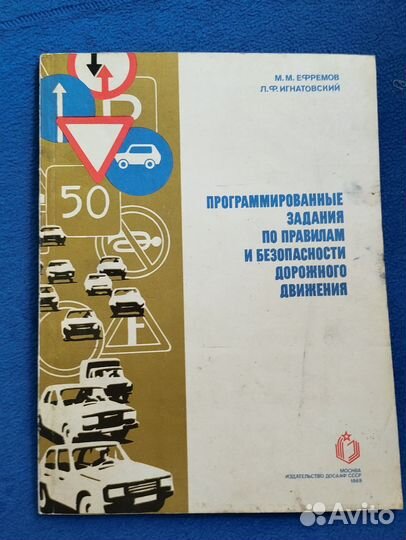 М. М. ЕФРЕМОВ
Л. Ф. ИГНАТОВСКИЙ
ПРОГРАММИРОВАННЫЕ
ЗАДАНИЯ
ПО ПРАВИЛАМ
И БЕЗОПАСНОСТИ
ДОРОЖНОГО
ДВИЖЕНИЯ
50
МОСКВА
ИЗДАТЕЛЬСТВО ДОСААФ СССР
Avito